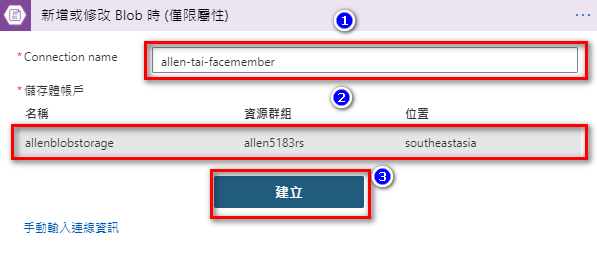 新增或修改 Blob 時 (僅限屬性)
...
1
* Connection name
allen-tai-facemember
* 儲存體帳戶
2
名稱 資源群組 位置
allenblobstorage allen5183rs southeastasia
建立
3
手動輸入連線資訊